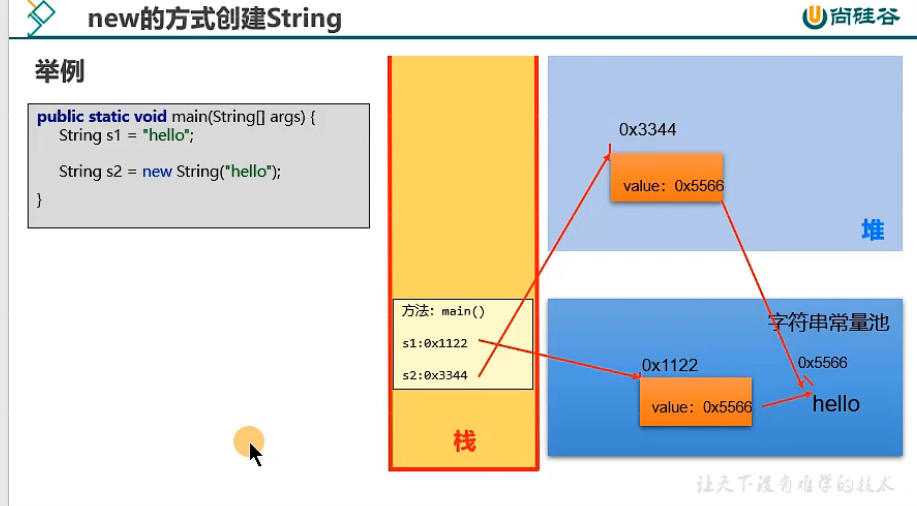 new的方式创建String
尚硅谷
举例
public static void main(String[] args) {
String s1 = "hello";
String s2 = new String("hello");
}
0x3344
value: 0x5566
堆
方法: main()
s1:0x1122
s2:0x3344
栈
字符串常量池
0x5566
0x1122
value: 0x5566
hello
让天下没有难学的技术